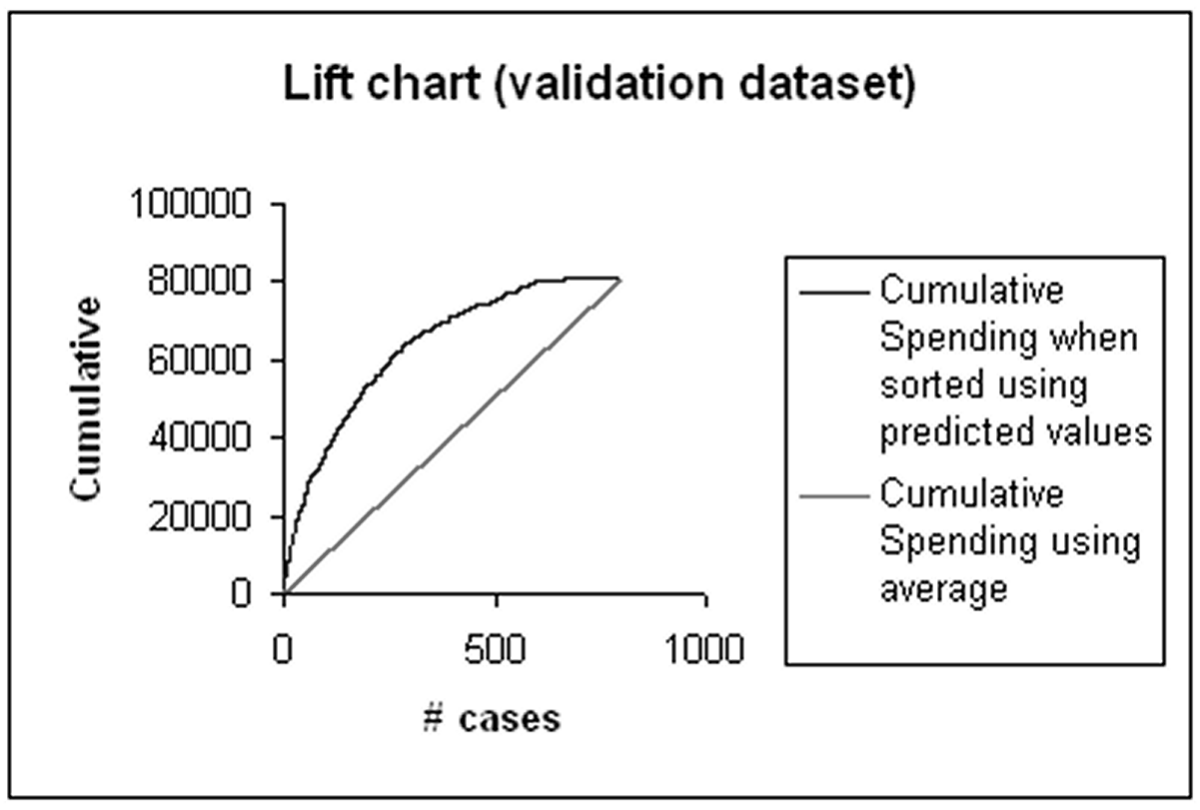 Lift chart (validation dataset)
100000
80000
60000
40000
20000
0
Cumulative
0 500 1000
# cases
Cumulative
Spending when
sorted using
predicted values
Cumulative
Spending using
average